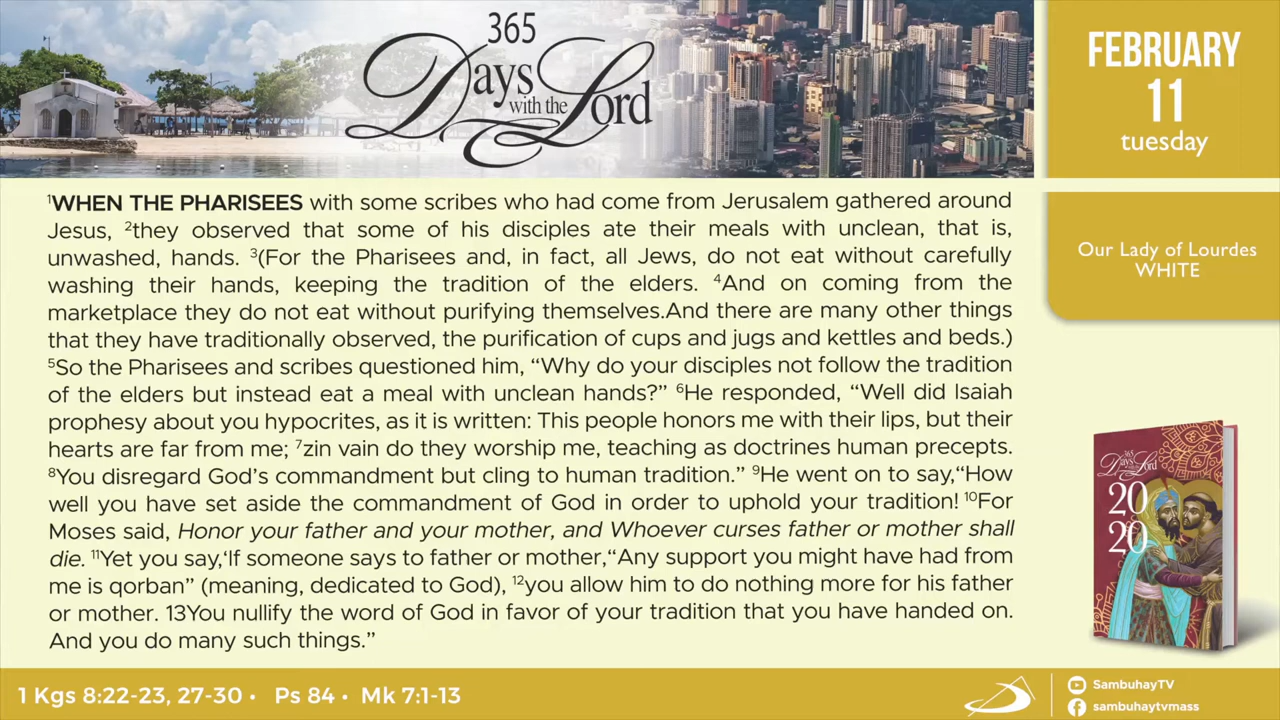 365
Days
with the
Lord
FEBRUARY
11
tuesday
Our Lady of Lourdes
WHITE
1WHEN THE PHARISEES with some scribes who had come from Jerusalem gathered around
Jesus, 2they observed that some of his disciples ate their meals with unclean, that is,
unwashed, hands. 3(For the Pharisees and, in fact, all Jews, do not eat without carefully
washing their hands, keeping the tradition of the elders. 4And on coming from the
marketplace they do not eat without purifying themselves.And there are many other things
that they have traditionally observed, the purification of cups and jugs and kettles and beds.)
5So the Pharisees and scribes questioned him, “Why do your disciples not follow the tradition
of the elders but instead eat a meal with unclean hands?” 6He responded, “Well did Isaiah
prophesy about you hypocrites, as it is written: This people honors me with their lips, but their
hearts are far from me; 7zin vain do they worship me, teaching as doctrines human precepts.
8You disregard God’s commandment but cling to human tradition.” 9He went on to say,“How
well you have set aside the commandment of God in order to uphold your tradition! 10For
Moses said, Honor your father and your mother, and Whoever curses father or mother shall
die. 11Yet you say,‘If someone says to father or mother,“Any support you might have had from
me is qorban” (meaning, dedicated to God), 12you allow him to do nothing more for his father
or mother. 13You nullify the word of God in favor of your tradition that you have handed on.
And you do many such things.”
365
Days
with the
Lord
20
20
1 Kgs 8:22-23, 27-30 • Ps 84 • Mk 7:1-13
SambuhayTV
sambuhaytvmass